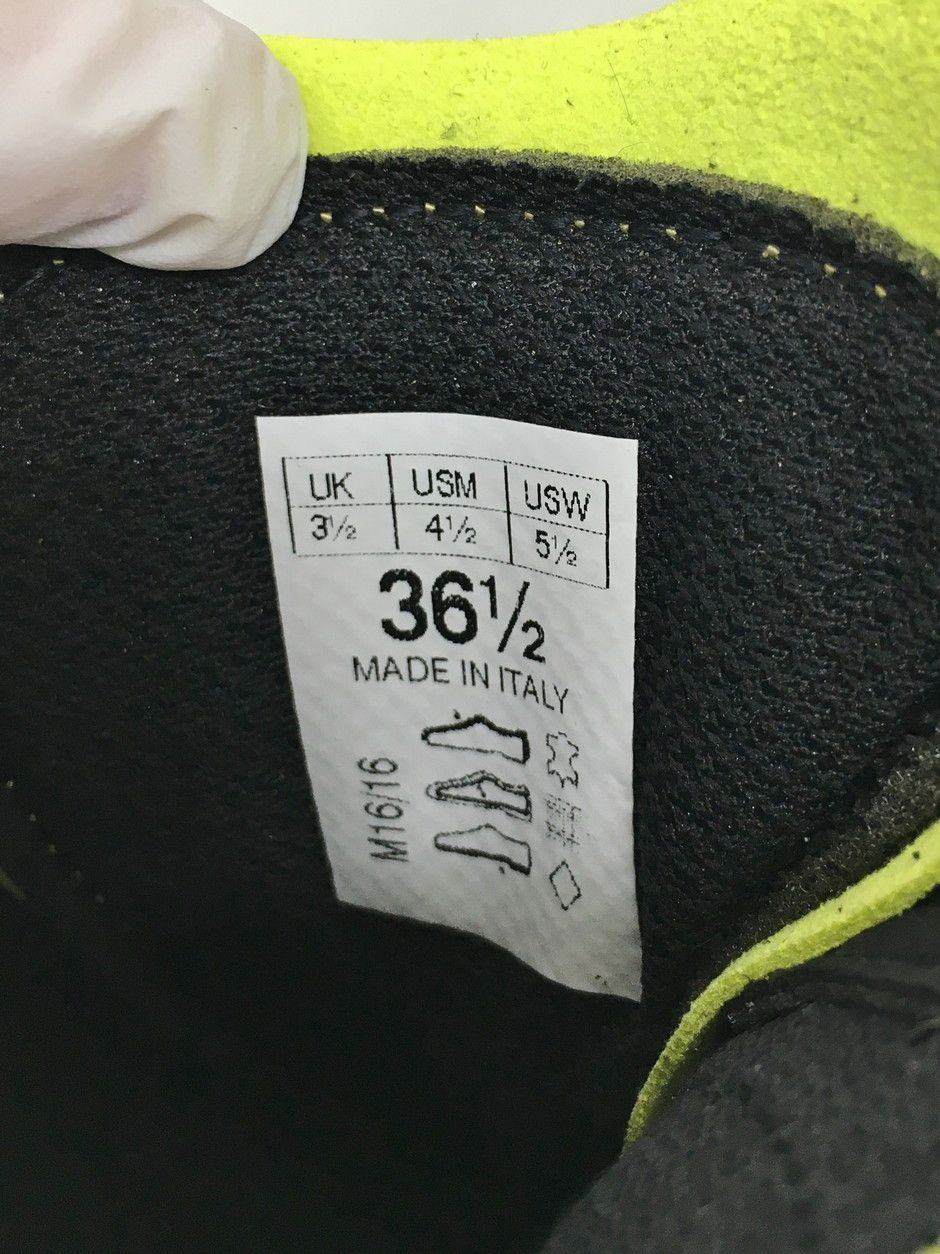 UK USM USW
3½ 4½ 5½
36½
MADE IN ITALY
M16/16